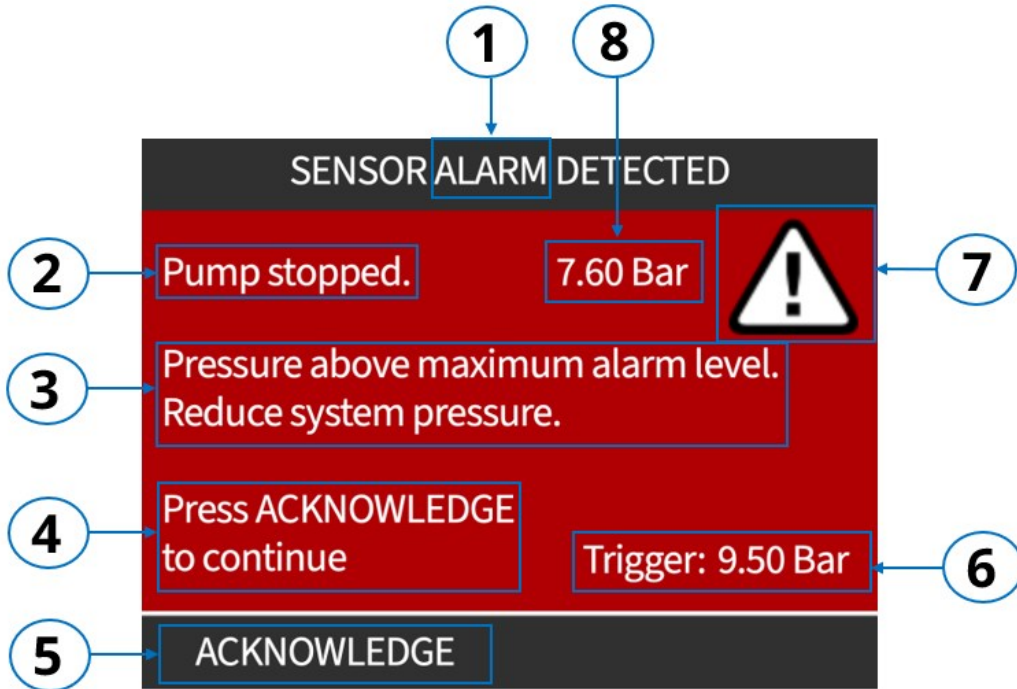 1
8
SENSOR ALARM DETECTED
2
Pump stopped.
7.60 Bar
!
7
3
Pressure above maximum alarm level.
Reduce system pressure.
4
Press ACKNOWLEDGE
to continue
Trigger: 9.50 Bar
6
5
ACKNOWLEDGE